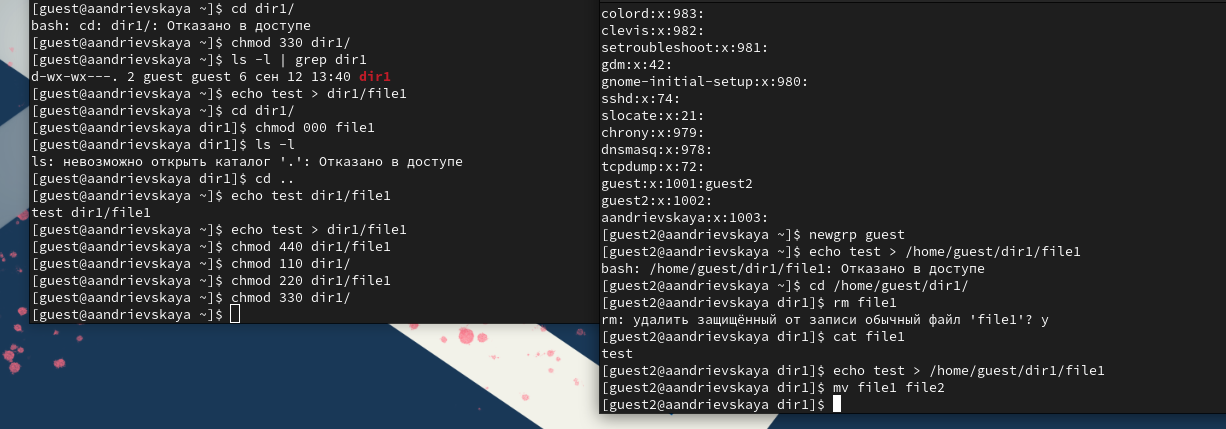 [guest@aandrievskaya ~]$ cd dir1/
bash: cd: dir1/: Отказано в доступе
[guest@aandrievskaya ~]$ chmod 330 dir1/
[guest@aandrievskaya ~]$ ls -l | grep dir1
d-wx-wx---. 2 guest guest 6 сен 12 13:40 dir1
[guest@aandrievskaya ~]$ echo test > dir1/file1
[guest@aandrievskaya ~]$ cd dir1/
[guest@aandrievskaya dir1]$ chmod 000 file1
[guest@aandrievskaya dir1]$ ls -l
ls: невозможно открыть каталог '.': Отказано в доступе
[guest@aandrievskaya dir1]$ cd ..
[guest@aandrievskaya ~]$ echo test dir1/file1
test dir1/file1
[guest@aandrievskaya ~]$ echo test > dir1/file1
[guest@aandrievskaya ~]$ chmod 440 dir1/file1
[guest@aandrievskaya ~]$ chmod 110 dir1/
[guest@aandrievskaya ~]$ chmod 220 dir1/file1
[guest@aandrievskaya ~]$ chmod 330 dir1/
[guest@aandrievskaya ~]$
colord:x:983:
clevis:x:982:
setroubleshoot:x:981:
gdm:x:42:
gnome-initial-setup:x:980:
sshd:x:74:
slocate:x:21:
chrony:x:979:
dnsmasq:x:978:
tcpdump:x:72:
guest:x:1001:guest2
guest2:x:1002:
aandrievskaya:x:1003:
[guest2@aandrievskaya ~]$ newgrp guest
[guest2@aandrievskaya ~]$ echo test > /home/guest/dir1/file1
bash: /home/guest/dir1/file1: Отказано в доступе
[guest2@aandrievskaya ~]$ cd /home/guest/dir1/
[guest2@aandrievskaya dir1]$ rm file1
rm: удалить защищённый от записи обычный файл 'file1'? y
[guest2@aandrievskaya dir1]$ cat file1
test
[guest2@aandrievskaya dir1]$ echo test > /home/guest/dir1/file1
[guest2@aandrievskaya dir1]$ mv file1 file2
[guest2@aandrievskaya dir1]$